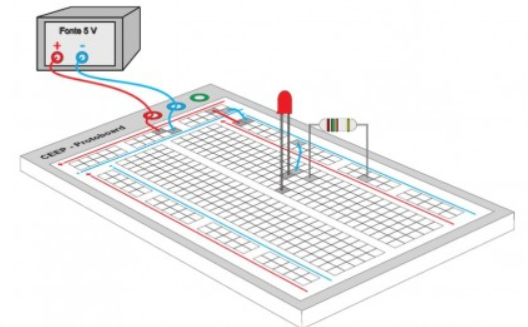 Fonte 5 V
+ -
CEEP - Protoboard